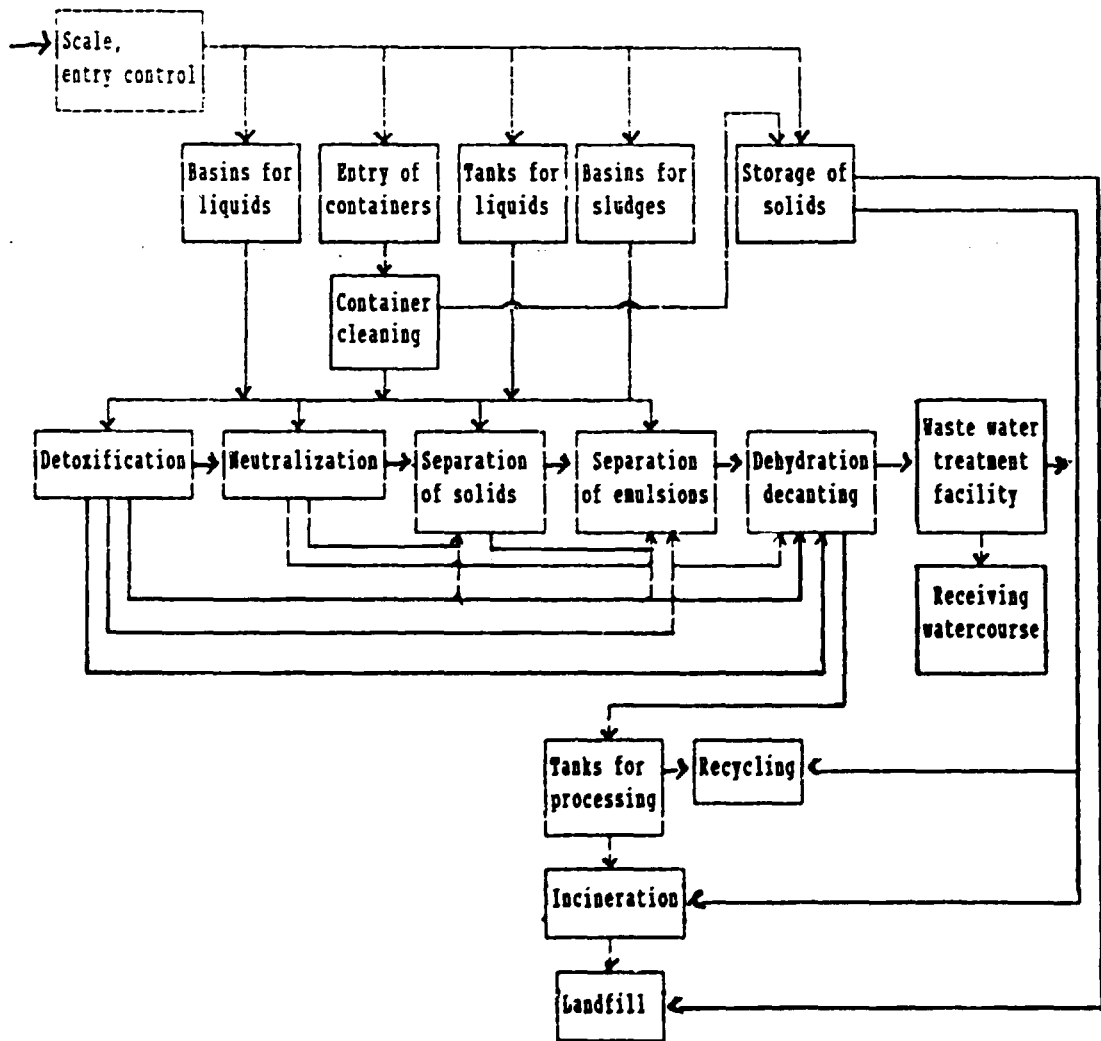 Scale,
entry control
Basins for
liquids
Entry of
containers
Tanks for
liquids
Basins for
sludges
Storage of
solids
Container
cleaning
Detoxification
Neutralization
Separation
of solids
Separation
of emulsions
Dehydration
decanting
Waste water
treatment
facility
Receiving
watercourse
Tanks for
processing
Recycling
Incineration
Landfill